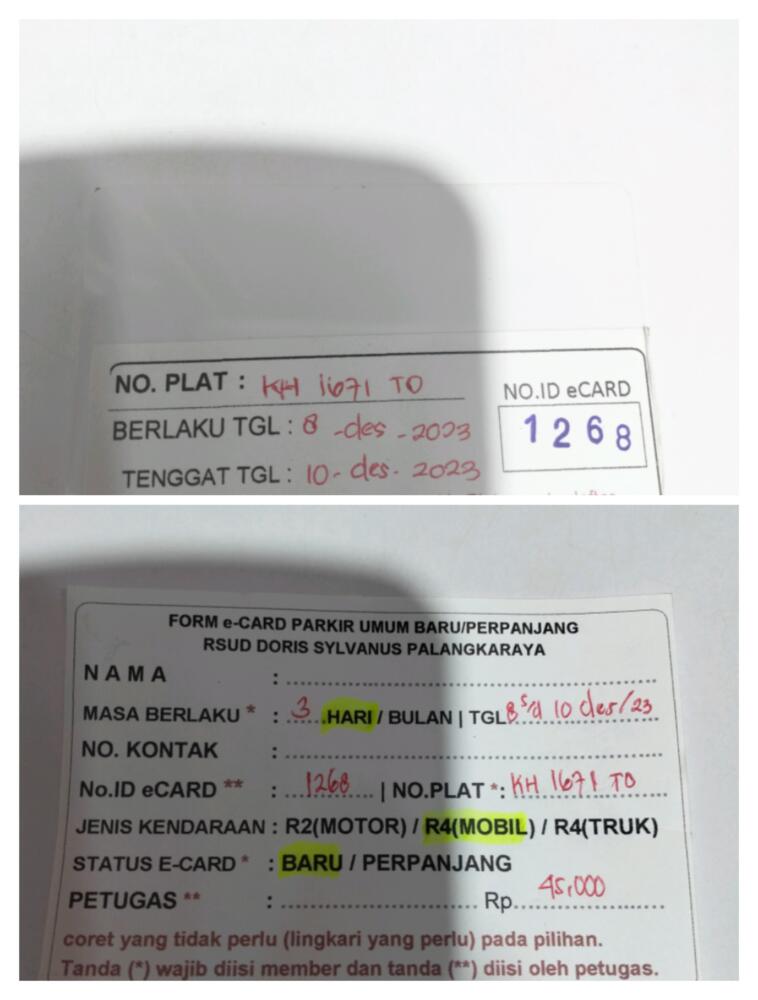 NO. PLAT : KH 1671 TO
NO.ID eCARD
BERLAKU TGL : 8 -des - 2023
1268
TENGGAT TGL : 10- des- 2023
FORM e-CARD PARKIR UMUM BARU/PERPANJANG
RSUD DORIS SYLVANUS PALANGKARAYA
NAMA :
MASA BERLAKU * : 3 HARI / BULAN | TGL 8 s/d 10 des/23
NO. KONTAK :
No.ID eCARD ** : 1268 | NO.PLAT *: KH 1671 TO
JENIS KENDARAAN : R2(MOTOR) / R4(MOBIL) / R4(TRUK)
STATUS E-CARD * : BARU / PERPANJANG
PETUGAS ** : Rp. 45,000
coret yang tidak perlu (lingkari yang perlu) pada pilihan.
Tanda (*) wajib diisi member dan tanda (**) diisi oleh petugas.